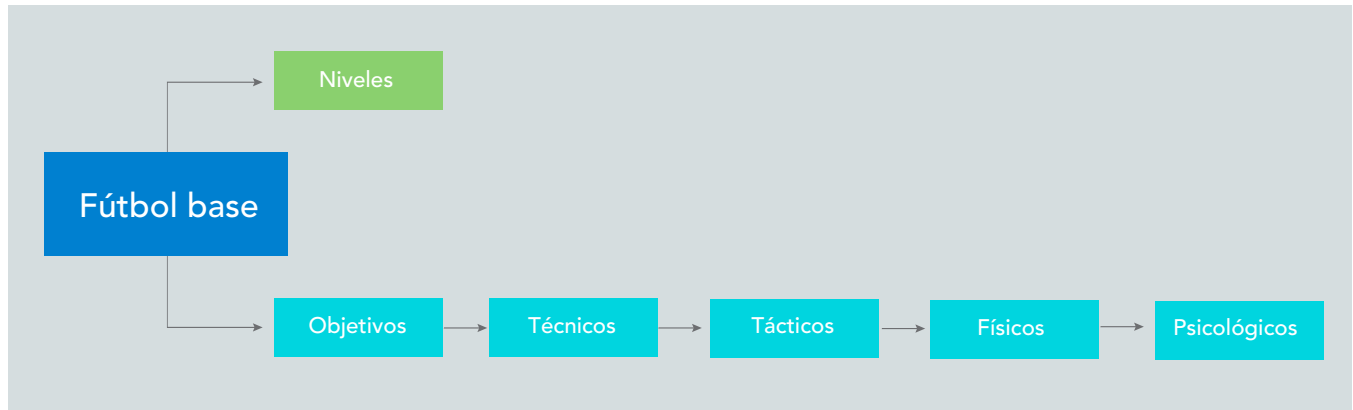 Niveles
Fútbol base
Objetivos
Técnicos
Tácticos
Físicos
Psicológicos